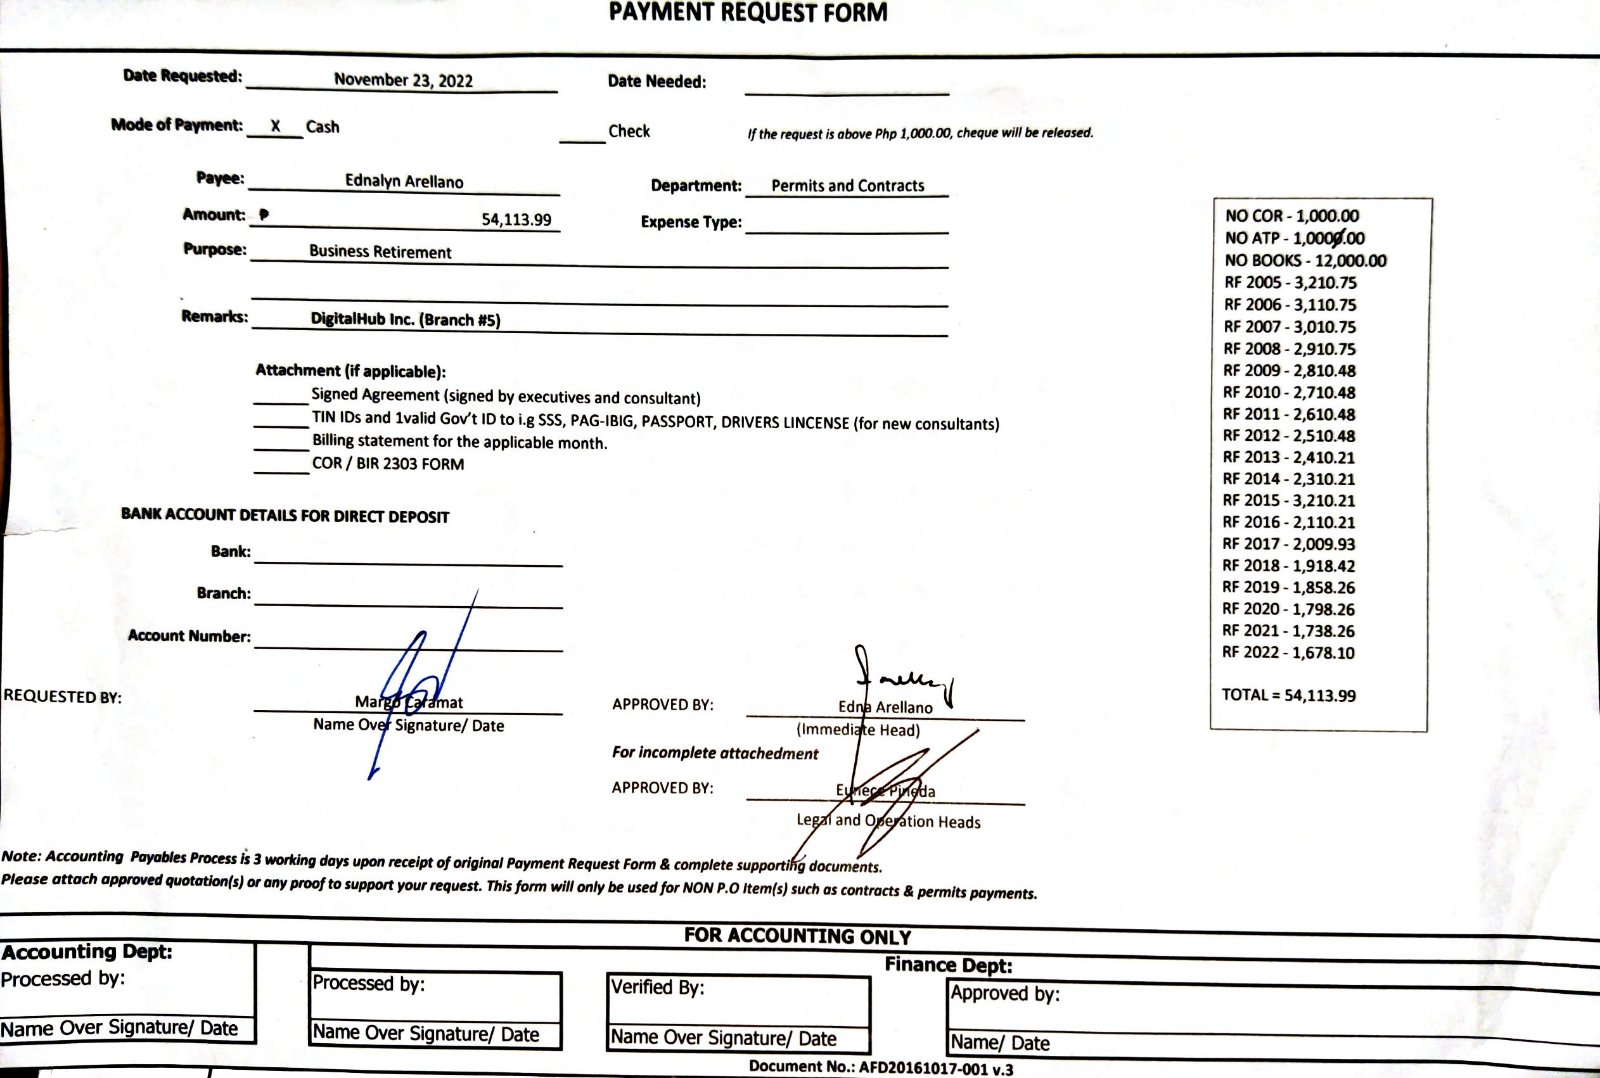 PAYMENT REQUEST FORM
Date Requested: November 23, 2022 Date Needed:
Mode of Payment: X Cash Check If the request is above Php 1,000.00, cheque will be released.
Payee: Ednalyn Arellano Department: Permits and Contracts
Amount: ₱ 54,113.99 Expense Type:
Purpose: Business Retirement
Remarks: DigitalHub Inc. (Branch #5)
Attachment (if applicable):
Signed Agreement (signed by executives and consultant)
TIN IDs and 1valid Gov't ID to i.g SSS, PAG-IBIG, PASSPORT, DRIVERS LINCENSE (for new consultants)
Billing statement for the applicable month.
COR / BIR 2303 FORM
BANK ACCOUNT DETAILS FOR DIRECT DEPOSIT
Bank:
Branch:
Account Number:
NO COR - 1,000.00
NO ATP - 1,0000.00
NO BOOKS - 12,000.00
RF 2005 - 3,210.75
RF 2006 - 3,110.75
RF 2007 - 3,010.75
RF 2008 - 2,910.75
RF 2009 - 2,810.48
RF 2010 - 2,710.48
RF 2011 - 2,610.48
RF 2012 - 2,510.48
RF 2013 - 2,410.21
RF 2014 - 2,310.21
RF 2015 - 3,210.21
RF 2016 - 2,110.21
RF 2017 - 2,009.93
RF 2018 - 1,918.42
RF 2019 - 1,858.26
RF 2020 - 1,798.26
RF 2021 - 1,738.26
RF 2022 - 1,678.10
TOTAL = 54,113.99
REQUESTED BY: Margo Caramat
Name Over Signature/ Date
APPROVED BY: Edna Arellano
(Immediate Head)
For incomplete attachedment
APPROVED BY: Eunece Pineda
Legal and Operation Heads
Note: Accounting Payables Process is 3 working days upon receipt of original Payment Request Form & complete supporting documents.
Please attach approved quotation(s) or any proof to support your request. This form will only be used for NON P.O Item(s) such as contracts & permits payments.
FOR ACCOUNTING ONLY
Accounting Dept: Finance Dept:
Processed by: Processed by: Verified By: Approved by:
Name Over Signature/ Date Name Over Signature/ Date Name Over Signature/ Date Name/ Date
Document No.: AFD20161017-001 v.3